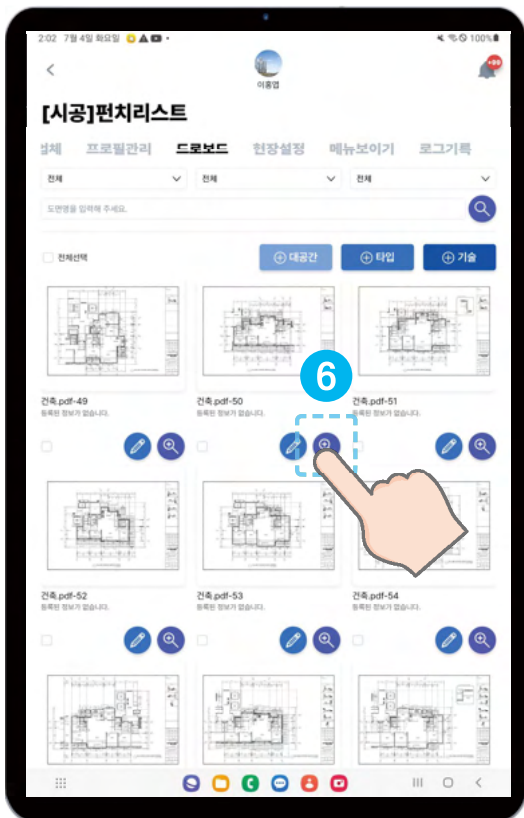 2:02 7월 4일 화요일
100%
+99
이홍엽
[시공]펀치리스트
업체 프로필관리 드로보드 현장설정 메뉴보이기 로그기록
전체 전체 전체
도면명을 입력해 주세요.
전체선택 대공간 타입 기술
6
건축.pdf-49 건축.pdf-50 건축.pdf-51
등록된 정보가 없습니다. 등록된 정보가 없습니다. 등록된 정보가 없습니다.
건축.pdf-52 건축.pdf-53 건축.pdf-54
등록된 정보가 없습니다. 등록된 정보가 없습니다. 등록된 정보가 없습니다.